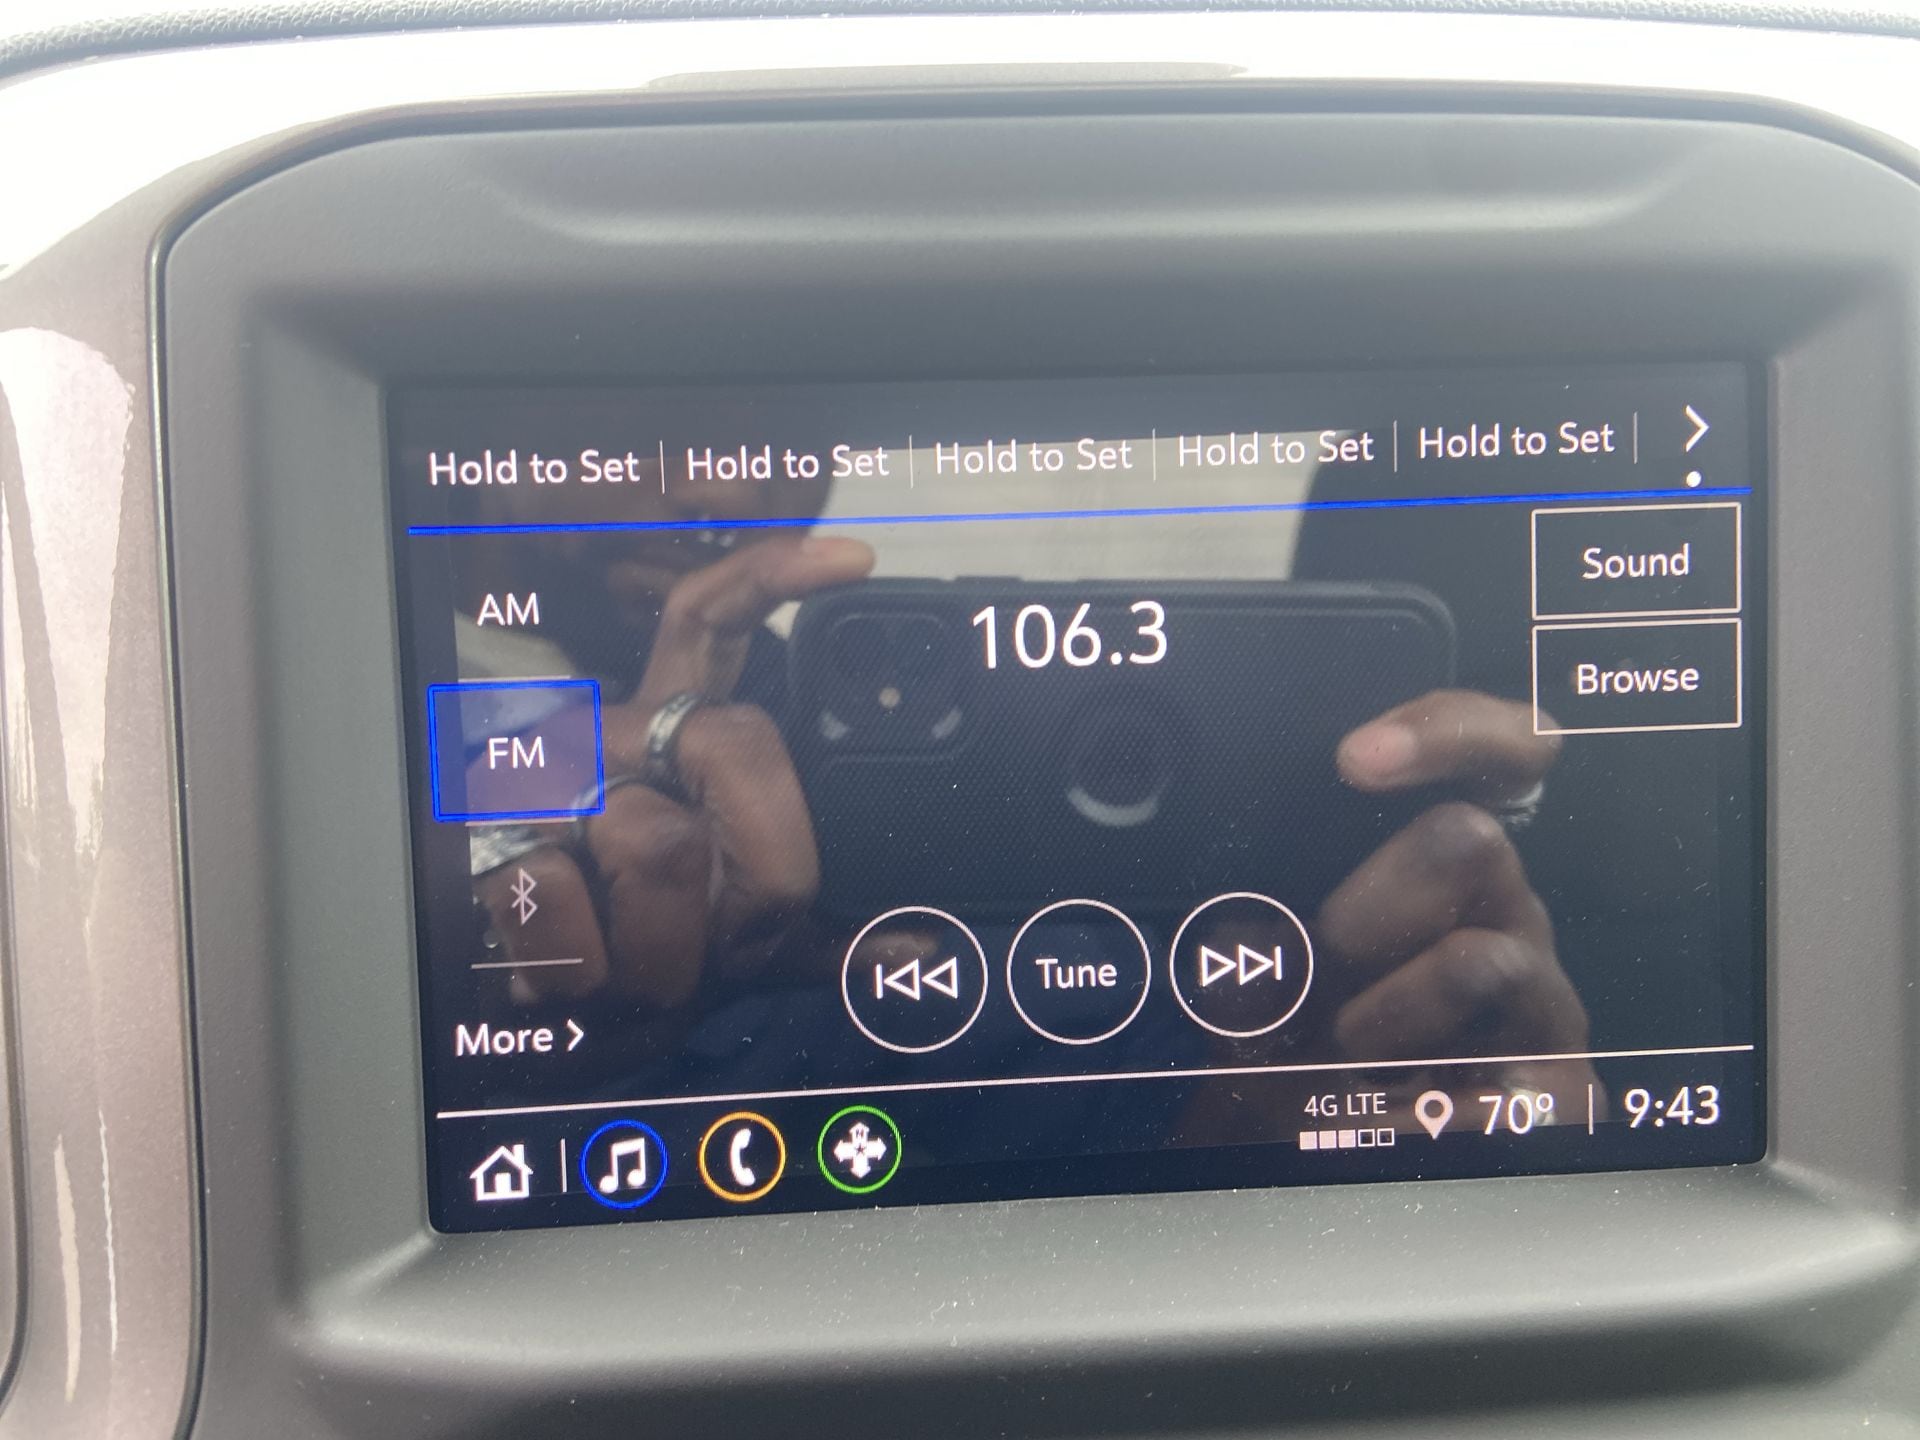 Hold to Set | Hold to Set | Hold to Set | Hold to Set | Hold to Set |
Sound
AM
106.3
Browse
FM
Tune
More >
4G LTE
70° | 9:43